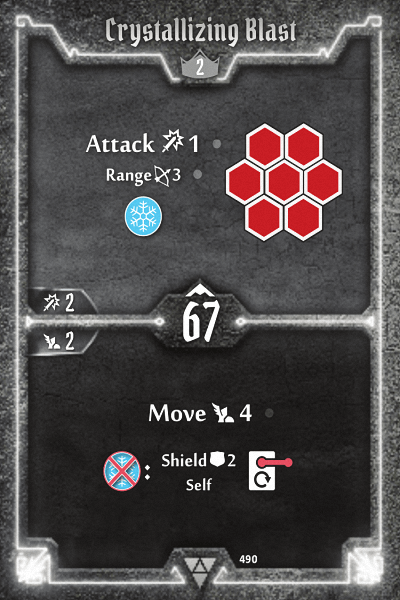 Crystallizing Blast
2
Attack 1
Range 3
2
67
2
Move 4
: Shield 2
Self
490